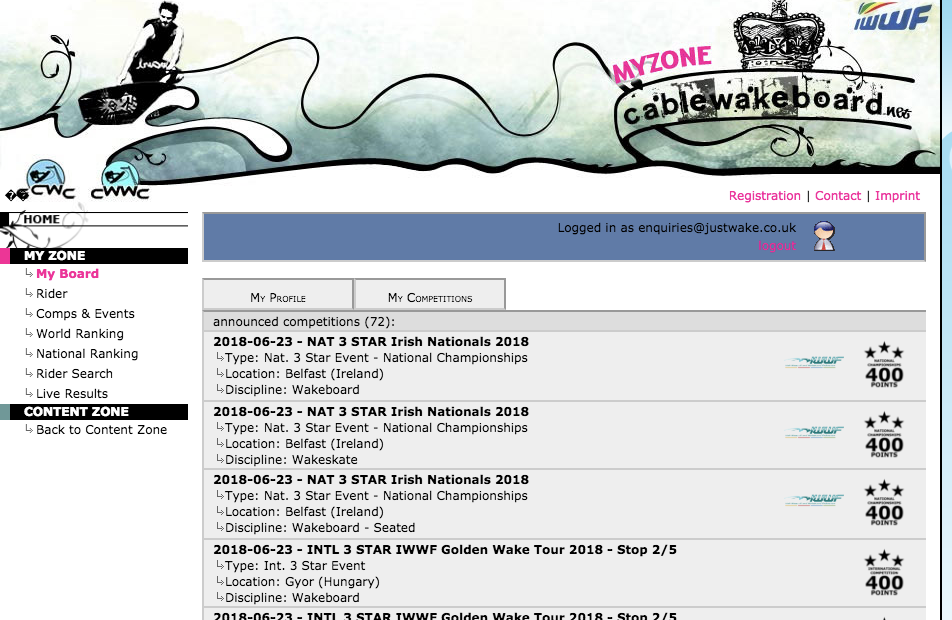 IWWF
MYZONE
cablewakeboard.net
CWC
CWWC
Registration | Contact | Imprint
HOME
Logged in as enquiries@justwake.co.uk
logout
MY ZONE
My Board
Rider
Comps & Events
World Ranking
National Ranking
Rider Search
Live Results
CONTENT ZONE
Back to Content Zone
My Profile
My Competitions
announced competitions (72):
2018-06-23 - NAT 3 STAR Irish Nationals 2018
Type: Nat. 3 Star Event - National Championships
Location: Belfast (Ireland)
Discipline: Wakeboard
IWWF
NATIONAL
CHAMPIONSHIPS
400
POINTS
2018-06-23 - NAT 3 STAR Irish Nationals 2018
Type: Nat. 3 Star Event - National Championships
Location: Belfast (Ireland)
Discipline: Wakeskate
IWWF
NATIONAL
CHAMPIONSHIPS
400
POINTS
2018-06-23 - NAT 3 STAR Irish Nationals 2018
Type: Nat. 3 Star Event - National Championships
Location: Belfast (Ireland)
Discipline: Wakeboard - Seated
IWWF
NATIONAL
CHAMPIONSHIPS
400
POINTS
2018-06-23 - INTL 3 STAR IWWF Golden Wake Tour 2018 - Stop 2/5
Type: Int. 3 Star Event
Location: Gyor (Hungary)
Discipline: Wakeboard
INTERNATIONAL
COMPETITION
400
POINTS
2018-06-23 - INTL 3 STAR IWWF Golden Wake Tour 2018 - Stop 2/5